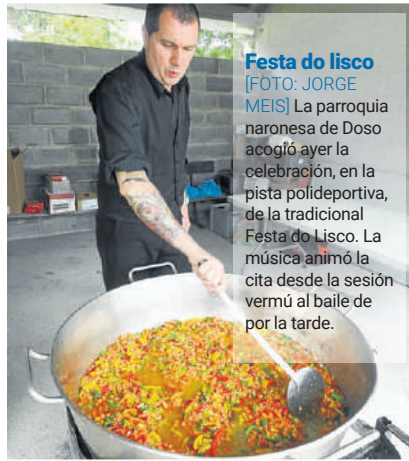 Festa do lisco
[FOTO: JORGE
MEIS] La parroquia
naronesa de Doso
acogió ayer la
celebración, en la
pista polideportiva,
de la tradicional
Festa do Lisco. La
música animó la
cita desde la sesión
vermú al baile de
por la tarde.